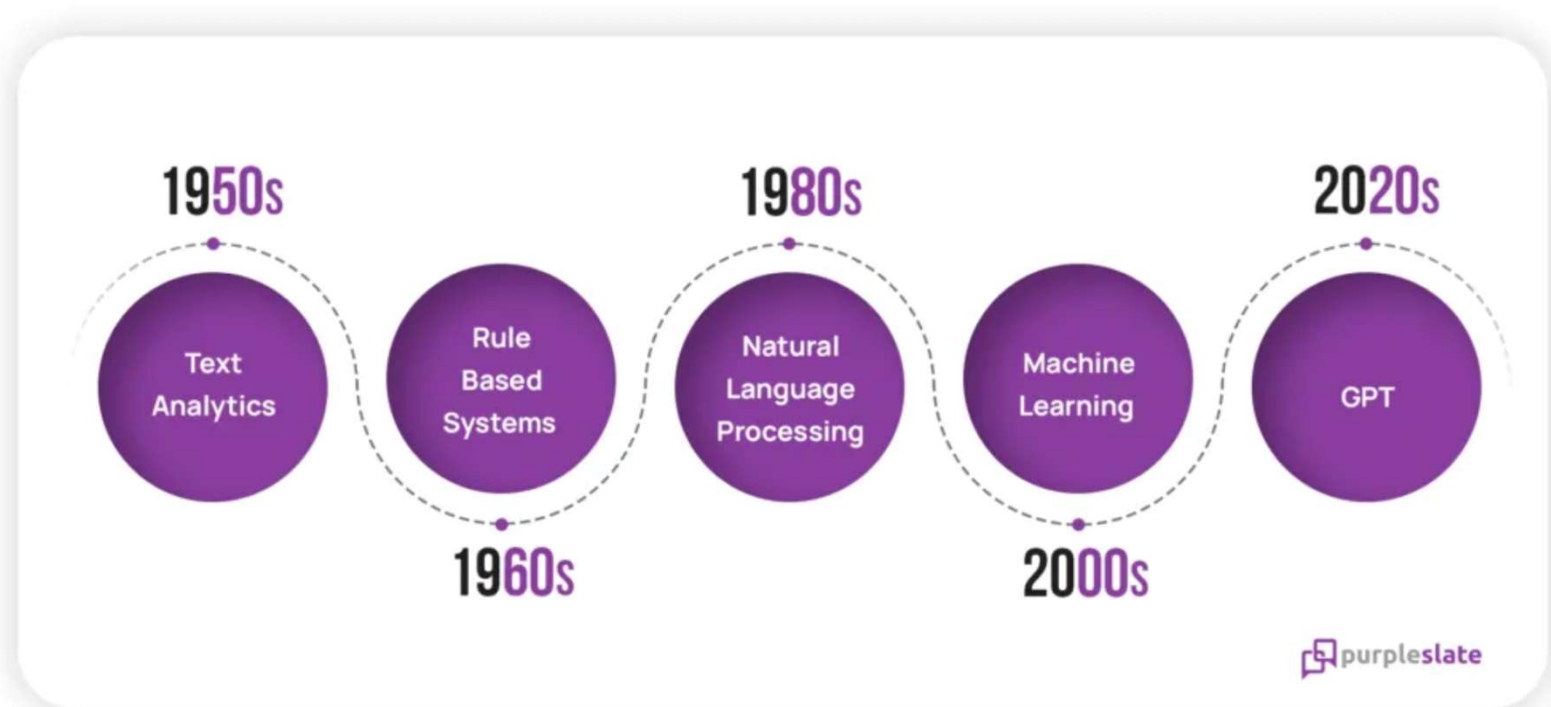 1950s
Text
Analytics
Rule
Based
Systems
1960s
1980s
Natural
Language
Processing
Machine
Learning
2000s
2020s
GPT
purpleslate